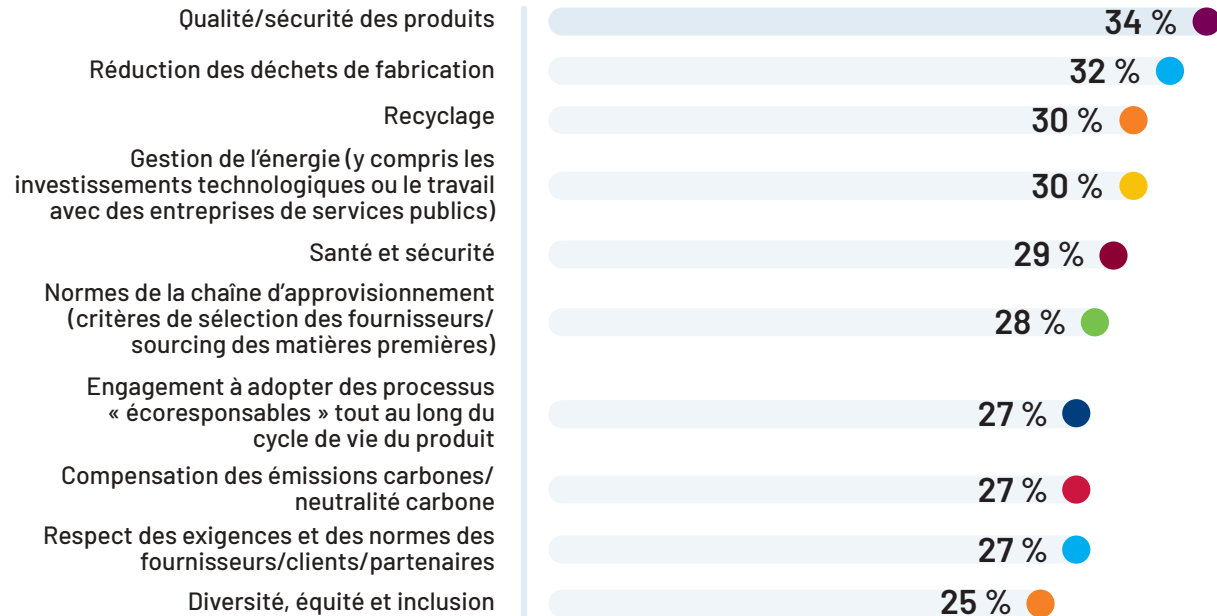 Qualité/sécurité des produits
34 %
Réduction des déchets de fabrication
32 %
Recyclage
30 %
Gestion de l’énergie (y compris les
investissements technologiques ou le travail
avec des entreprises de services publics)
30 %
Santé et sécurité
29 %
Normes de la chaîne d’approvisionnement
(critères de sélection des fournisseurs/
sourcing des matières premières)
28 %
Engagement à adopter des processus
« écoresponsables » tout au long du
cycle de vie du produit
27 %
Compensation des émissions carbones/
neutralité carbone
27 %
Respect des exigences et des normes des
fournisseurs/clients/partenaires
27 %
Diversité, équité et inclusion
25 %